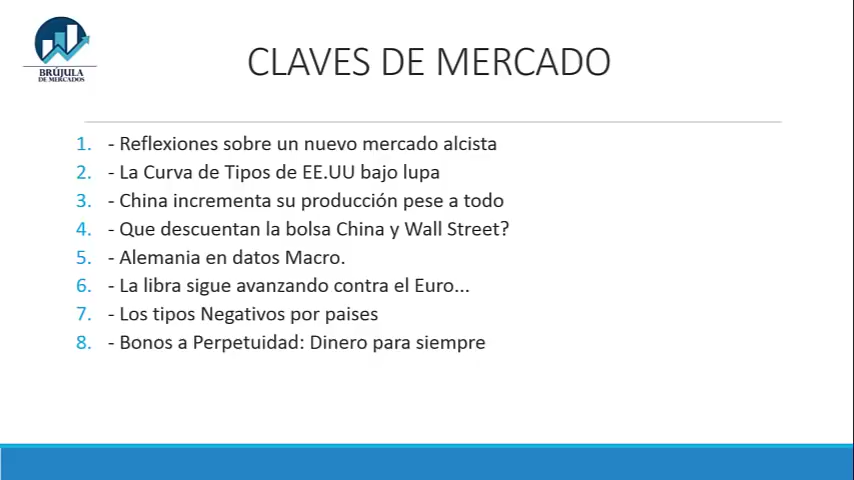 BRÚJULA
DE MERCADOS
CLAVES DE MERCADO
1. - Reflexiones sobre un nuevo mercado alcista
2. - La Curva de Tipos de EE.UU bajo lupa
3. - China incrementa su producción pese a todo
4. - Que descuentan la bolsa China y Wall Street?
5. - Alemania en datos Macro.
6. - La libra sigue avanzando contra el Euro...
7. - Los tipos Negativos por paises
8. - Bonos a Perpetuidad: Dinero para siempre